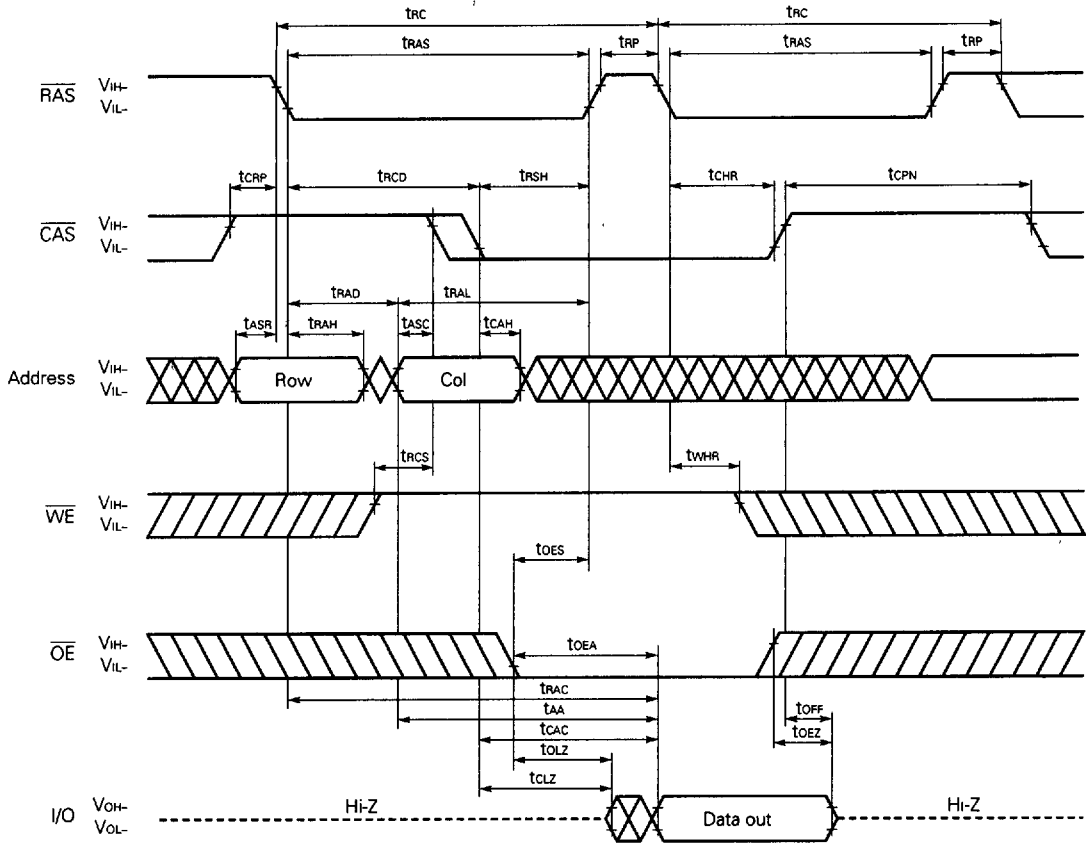 tRC tRC
tRAS tRP tRAS tRP
RAS VIH-
VIL-
tCRP tRCD tRSH tCHR tCPN
CAS VIH-
VIL-
tRAD tRAL
tASR tRAH tASC tCAH
Address VIH-
VIL-
Row Col
tRCS tWHR
WE VIH-
VIL-
tOES
OE VIH-
VIL-
tOEA
tRAC
tAA tOFF
tCAC tOEZ
tOLZ
tCLZ
I/O VOH-
VOL-
Hi-Z Data out Hi-Z